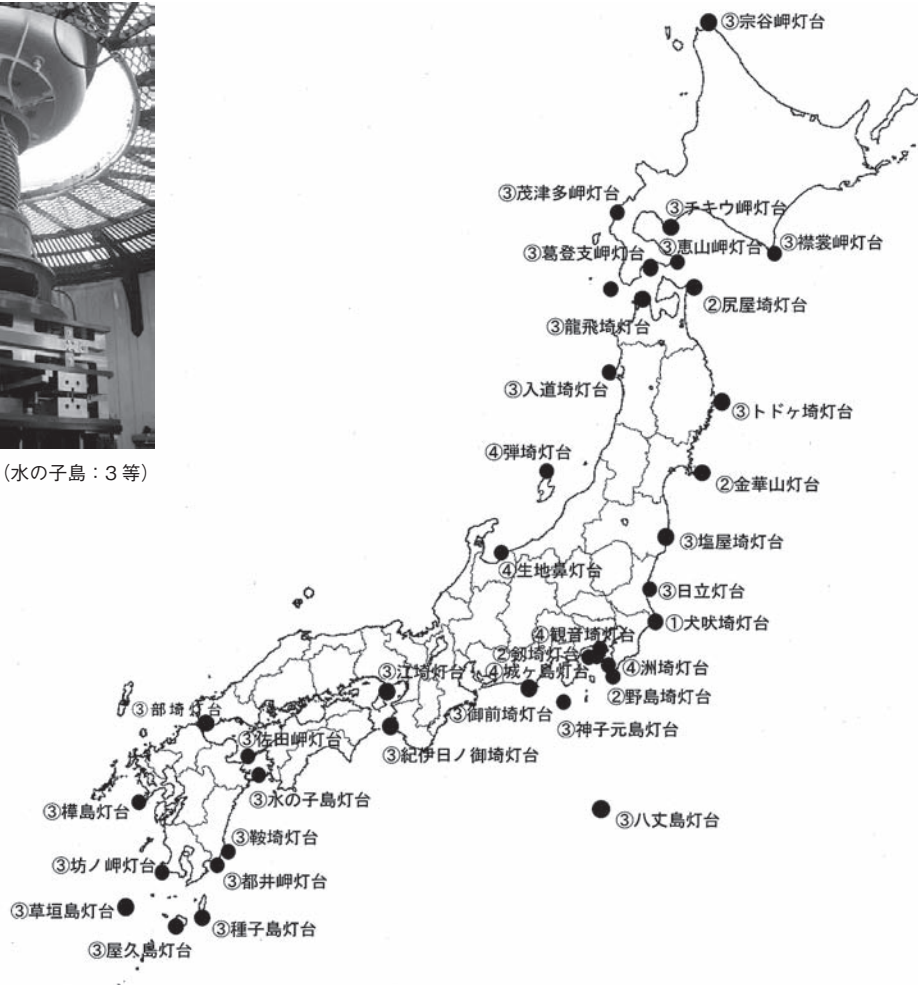 (水の子島：3等)
③宗谷岬灯台
③茂津多岬灯台
③チキウ岬灯台
③襟裳岬灯台
③葛登支岬灯台
③恵山岬灯台
②尻屋埼灯台
③龍飛埼灯台
③入道埼灯台
③トドヶ埼灯台
④弾埼灯台
②金華山灯台
③塩屋埼灯台
④生地鼻灯台
③日立灯台
①犬吠埼灯台
④観音埼灯台
②剱埼灯台
④城ヶ島灯台
④洲埼灯台
②野島埼灯台
③江埼灯台
③御前埼灯台
③神子元島灯台
③部埼灯台
③佐田岬灯台
③紀伊日ノ御埼灯台
③水の子島灯台
③八丈島灯台
③樺島灯台
③鞍埼灯台
③坊ノ岬灯台
③都井岬灯台
③草垣島灯台
③種子島灯台
③屋久島灯台